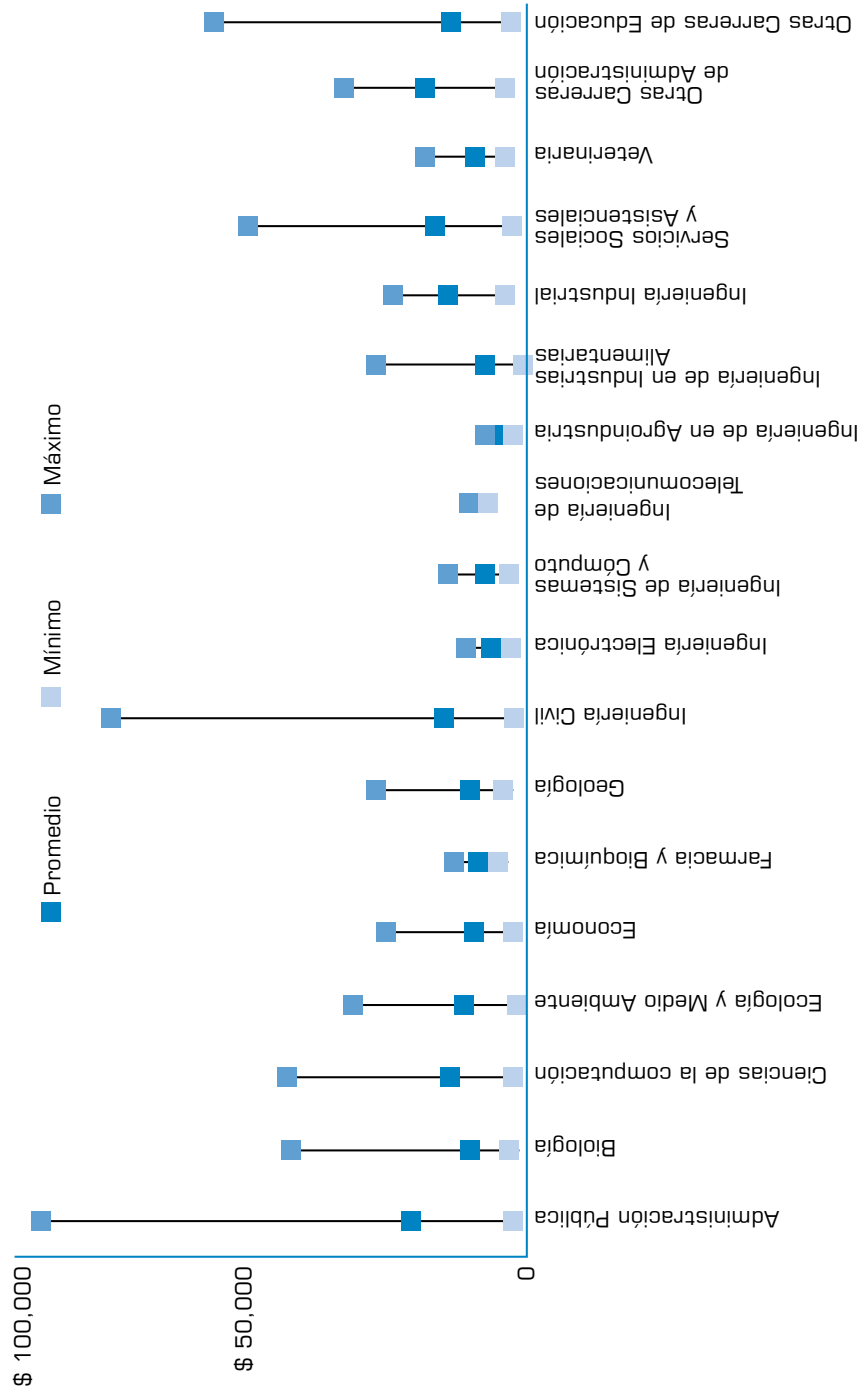 $ 100,000
$ 50,000
0
Promedio
Mínimo
Máximo
Administración Pública
Biología
Ciencias de la computación
Ecología y Medio Ambiente
Economía
Farmacia y Bioquímica
Geología
Ingeniería Civil
Ingeniería Electrónica
Ingeniería de Sistemas
y Cómputo
Ingeniería de
Telecomunicaciones
Ingeniería de en Agroindustria
Ingeniería de en Industrias
Alimentarias
Ingeniería Industrial
Servicios Sociales
y Asistenciales
Veterinaria
Otras Carreras
de Administración
Otras Carreras de Educación